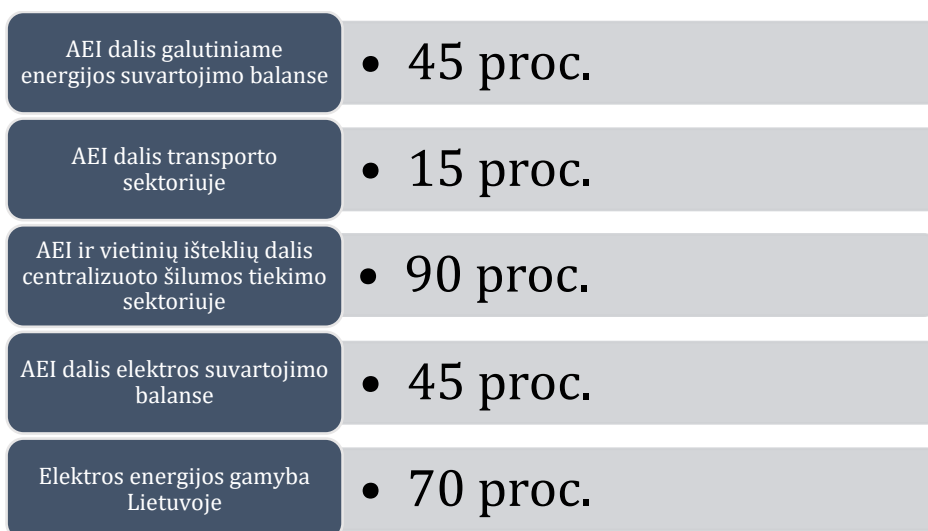 AEI dalis galutiniame
energijos suvartojimo balanse
• 45 proc.
AEI dalis transporto
sektoriuje
• 15 proc.
AEI ir vietinių išteklių dalis
centralizuoto šilumos tiekimo
sektoriuje
• 90 proc.
AEI dalis elektros suvartojimo
balanse
• 45 proc.
Elektros energijos gamyba
Lietuvoje
• 70 proc.